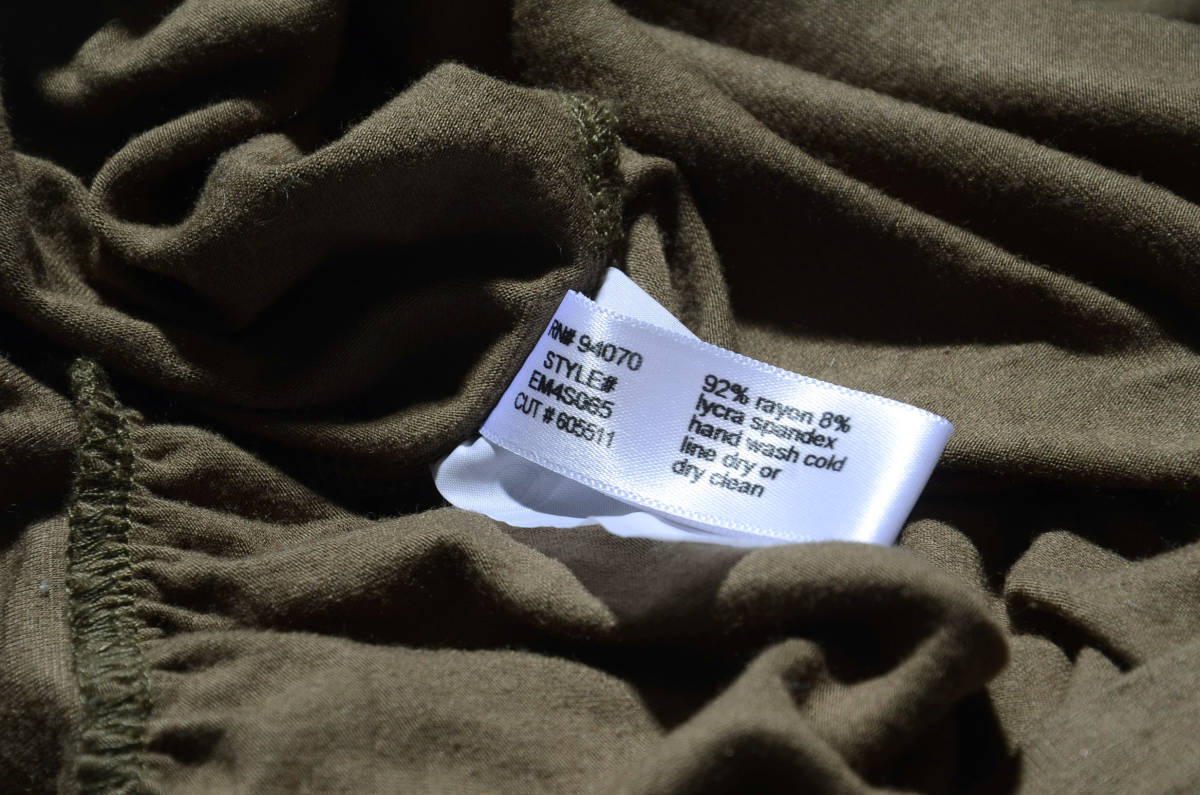 RN# 94070
STYLE#
EM4S065
CUT # 605511
92% rayon 8%
lycra spandex
hand wash cold
line dry or
dry clean